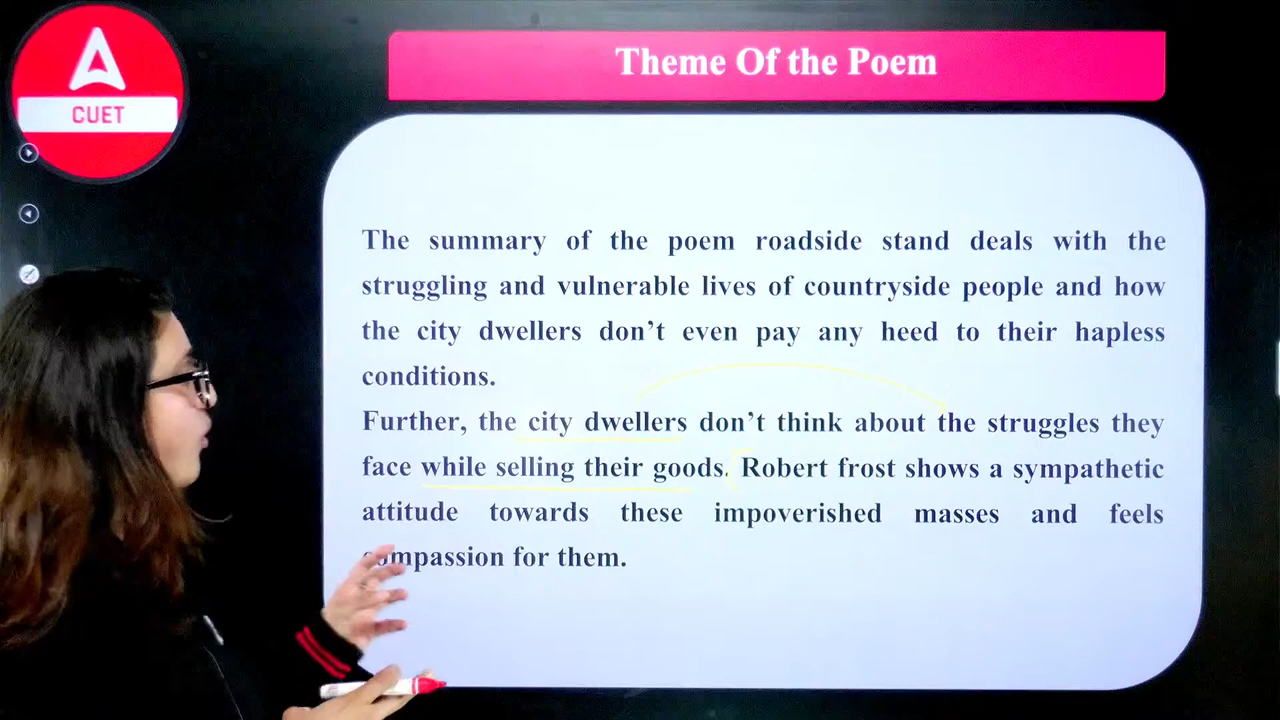 CUET
Theme Of the Poem
The summary of the poem roadside stand deals with the
struggling and vulnerable lives of countryside people and how
the city dwellers don't even pay any heed to their hapless
conditions.
Further, the city dwellers don't think about the struggles they
face while selling their goods. Robert frost shows a sympathetic
attitude towards these impoverished masses and feels
compassion for them.